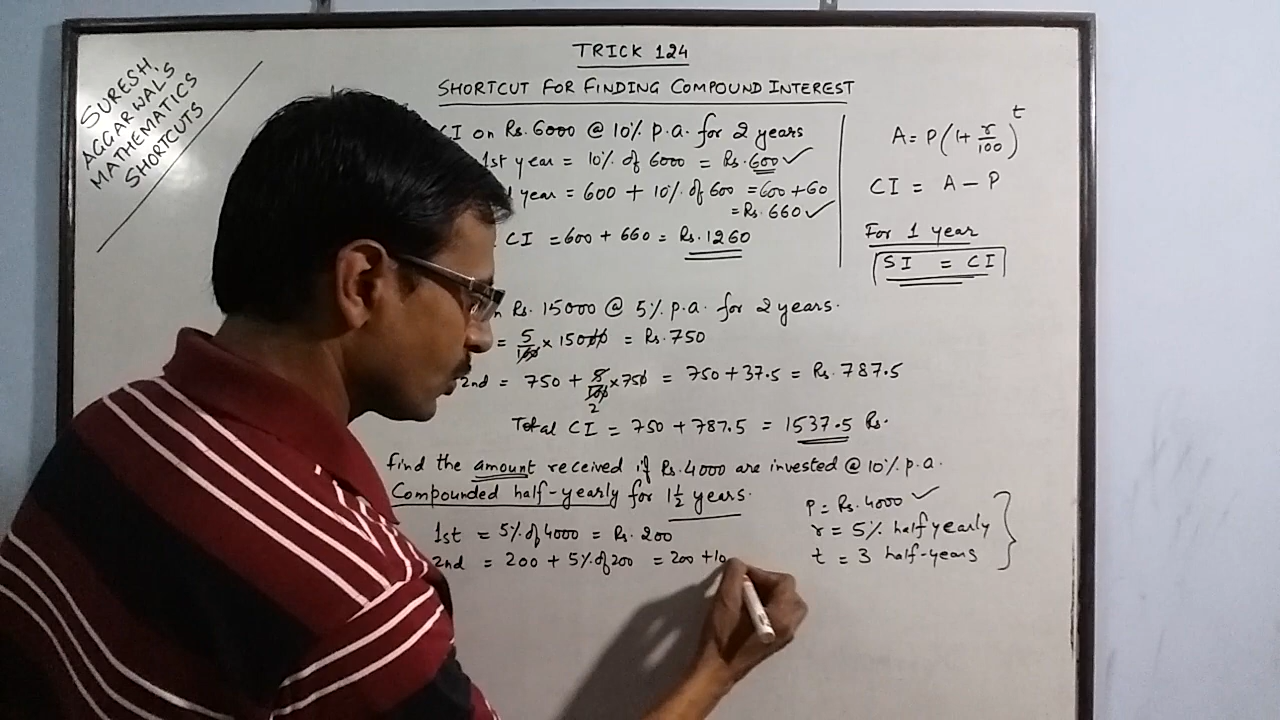 SURESH
AGGARWAL'S
MATHEMATICS
SHORTCUTS
TRICK 124
SHORTCUT FOR FINDING COMPOUND INTEREST
CI on Rs. 6000 @ 10% p.a. for 2 years
1st year = 10% of 6000 = Rs. 600 ✓
year = 600 + 10% of 600 = 600 + 60
= Rs. 660 ✓
CI = 600 + 660 = Rs. 1260
A = P(1+ r/100)^t
CI = A - P
For 1 year
SI = CI
Rs. 15000 @ 5% p.a. for 2 years.
= 5/100 × 15000 = Rs. 750
2nd = 750 + 5/100 × 750 = 750 + 37.5 = Rs. 787.5
2
Total CI = 750 + 787.5 = 1537.5 Rs.
Find the amount received if Rs. 4000 are invested @ 10% p.a.
Compounded half-yearly for 1½ years.
1st = 5% of 4000 = Rs. 200
2nd = 200 + 5% of 200 = 200 + 10
P = Rs. 4000 ✓
r = 5% half yearly
t = 3 half-years